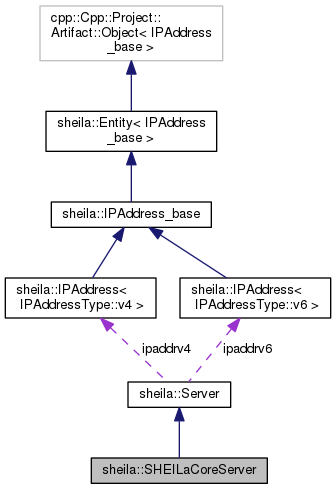 cpp::Cpp::Project::
Artifact::Object< IPAddress
_base >
sheila::Entity< IPAddress
_base >
sheila::IPAddress_base
sheila::IPAddress<
IPAddressType::v4 >
sheila::IPAddress<
IPAddressType::v6 >
ipaddrv4
ipaddrv6
sheila::Server
sheila::SHEILaCoreServer